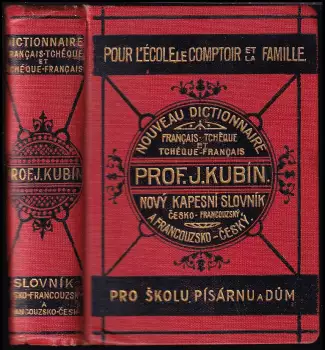 DICTIONNAIRE
FRANÇAIS-TCHÈQUE
ET
TCHÈQUE-FRANÇAIS
PROF. J. KUBÍN.
SLOVNÍK
ČESKO-FRANCOUZSKÝ
A
FRANCOUZSKO-ČESKÝ
POUR L'ÉCOLE, LE COMPTOIR ET LA FAMILLE.
NOUVEAU DICTIONNAIRE
FRANÇAIS-TCHÈQUE
ET
TCHÈQUE-FRANÇAIS
PROF. J. KUBÍN.
NOVÝ KAPESNÍ SLOVNÍK
ČESKO-FRANCOUZSKÝ
A FRANCOUZSKO-ČESKÝ.
PRO ŠKOLU, PÍSÁRNU A DŮM